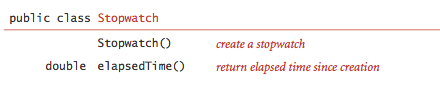 public class Stopwatch
Stopwatch() create a stopwatch
double elapsedTime() return elapsed time since creation